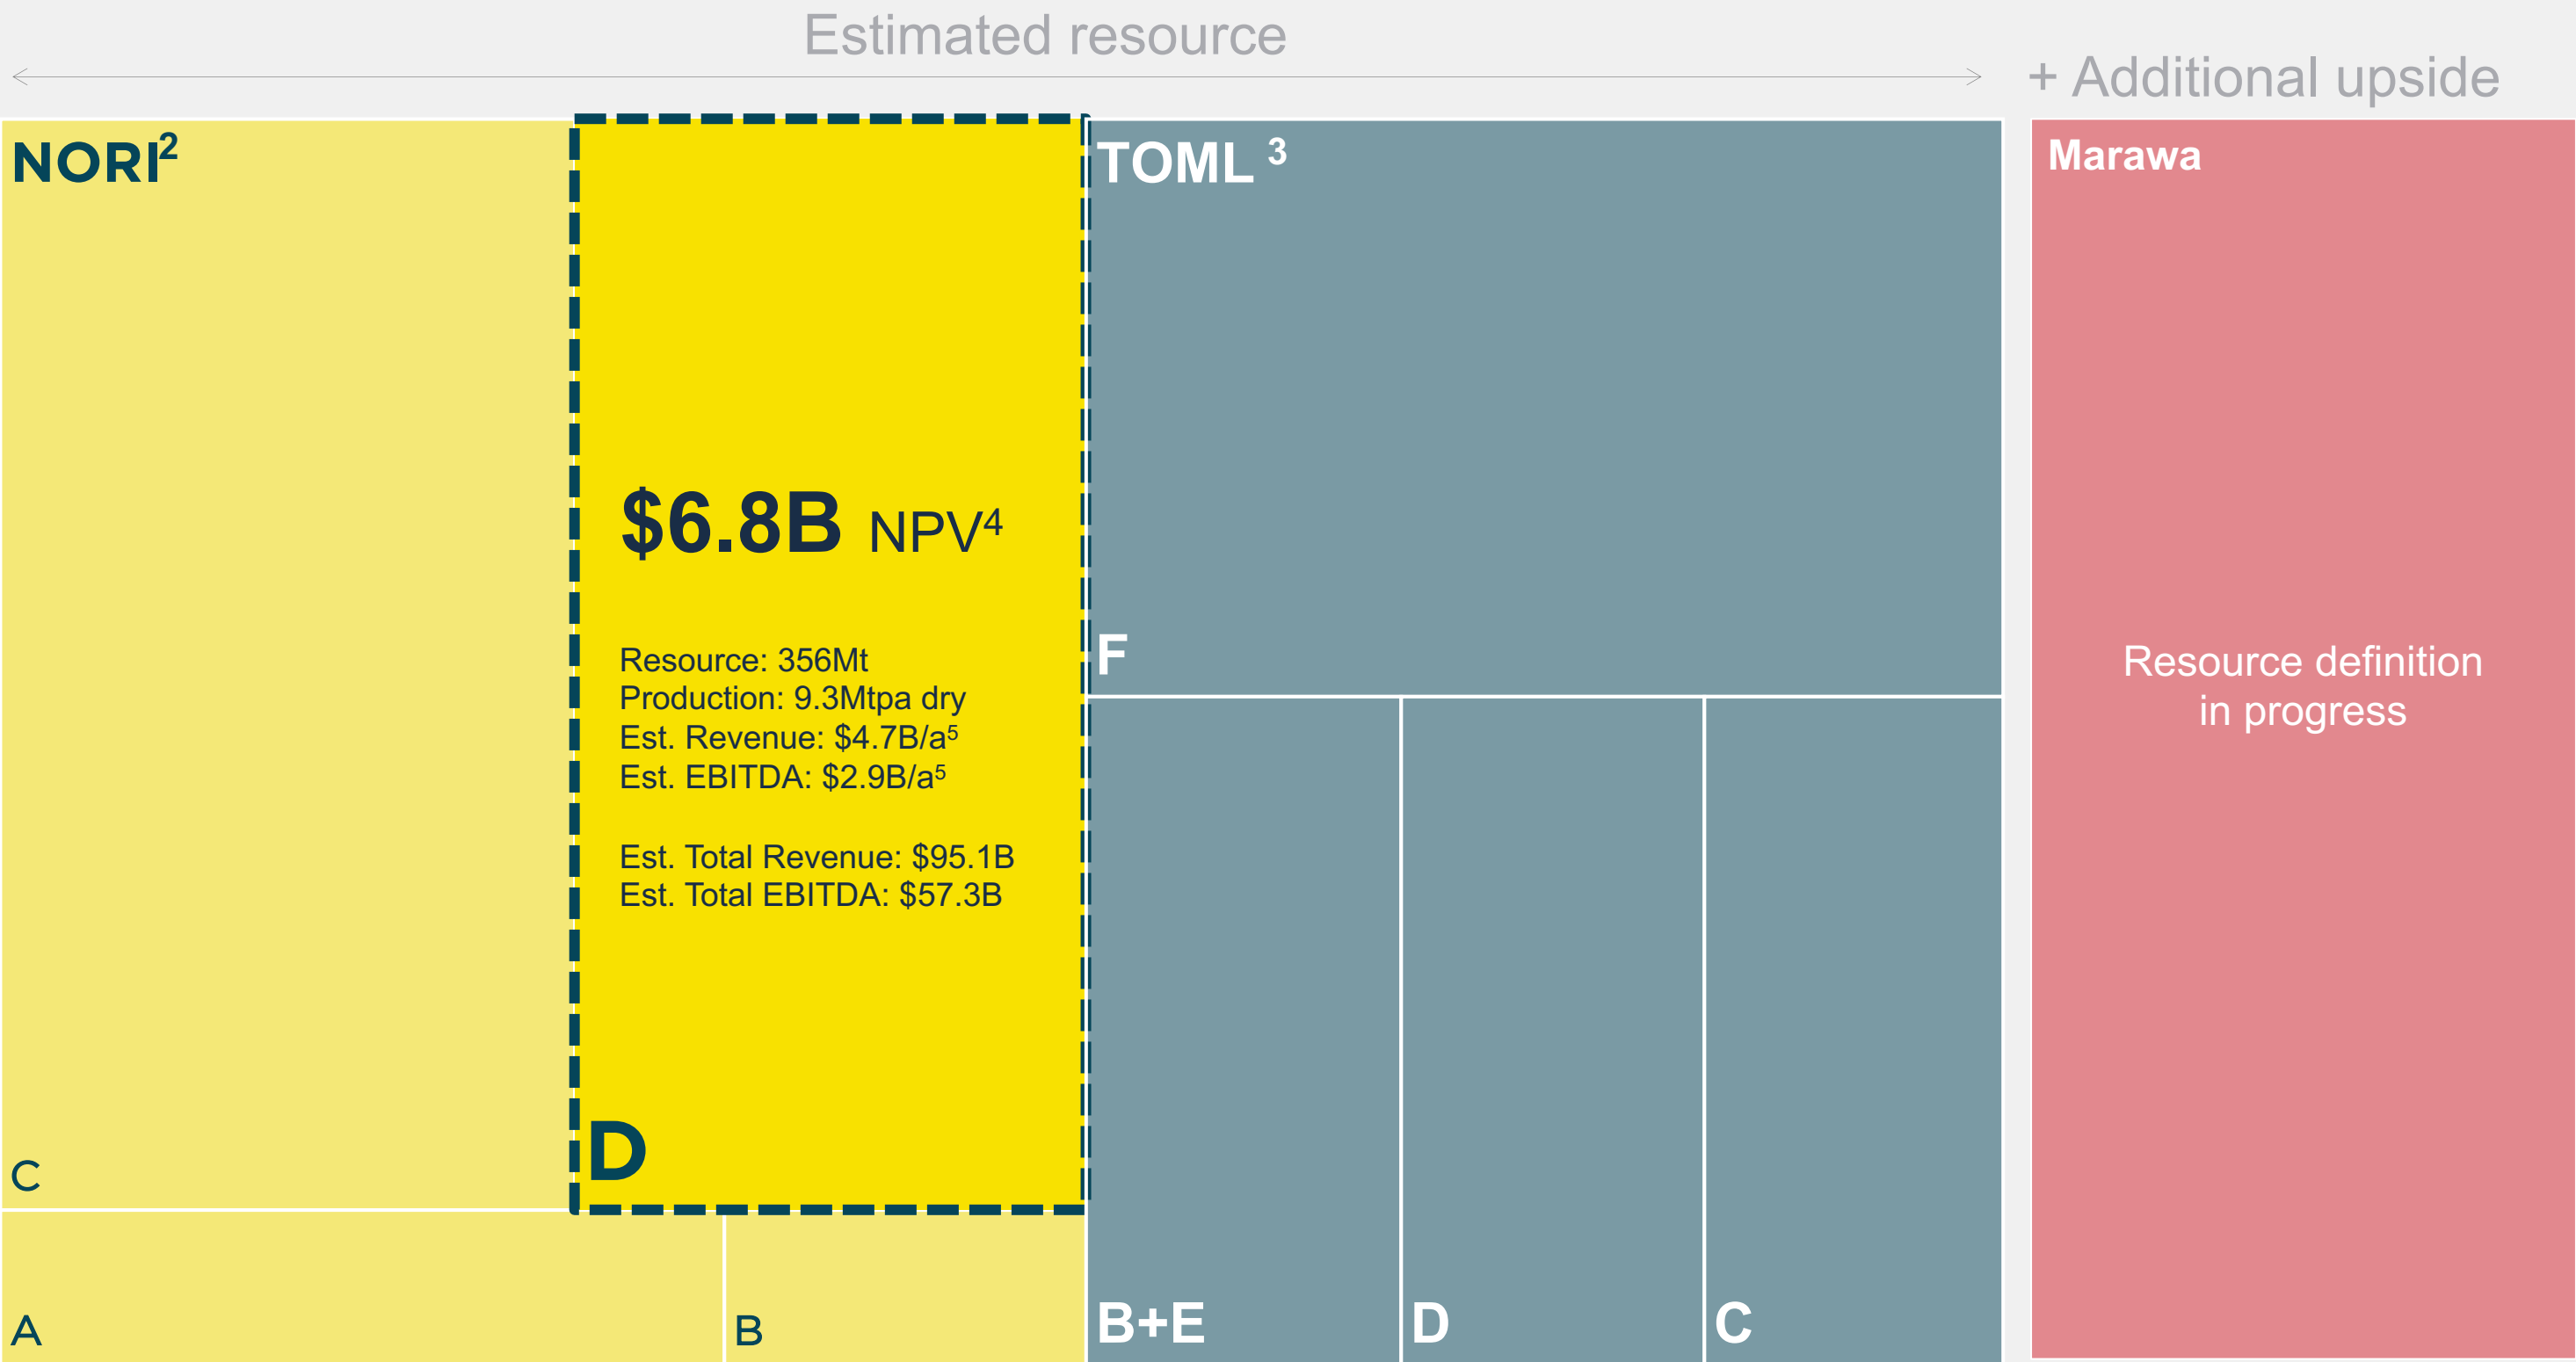 Estimated resource
+ Additional upside
NORI²
TOML ³
Marawa
$6.8B NPV⁴
Resource: 356Mt
Production: 9.3Mtpa dry
Est. Revenue: $4.7B/a⁵
Est. EBITDA: $2.9B/a⁵
Est. Total Revenue: $95.1B
Est. Total EBITDA: $57.3B
F
Resource definition
in progress
C
D
A
B
B+E
D
C